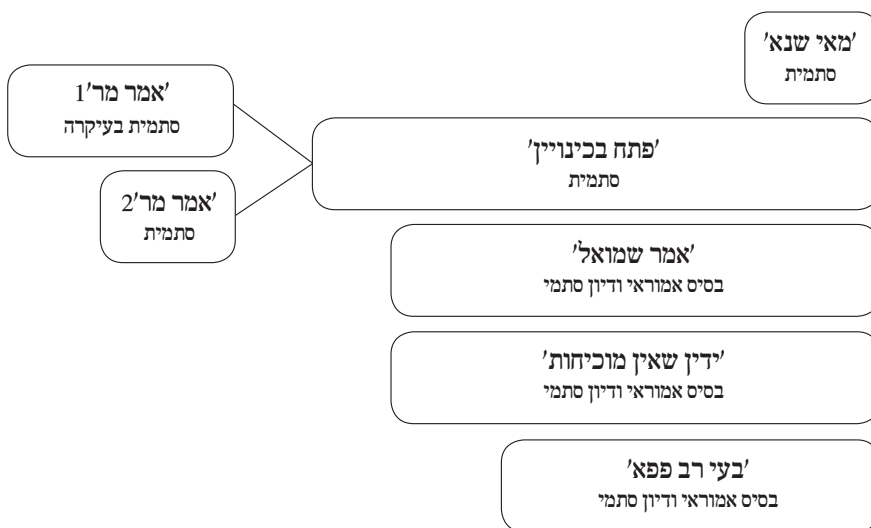 'מאי שנא'
סתמית
'אמר מר'1
סתמית בעיקרה
'פתח בכינויין'
סתמית
'אמר מר'2
סתמית
'אמר שמואל'
בסיס אמוראי ודיון סתמי
'ידין שאין מוכיחות'
בסיס אמוראי ודיון סתמי
'בעי רב פפא'
בסיס אמוראי ודיון סתמי